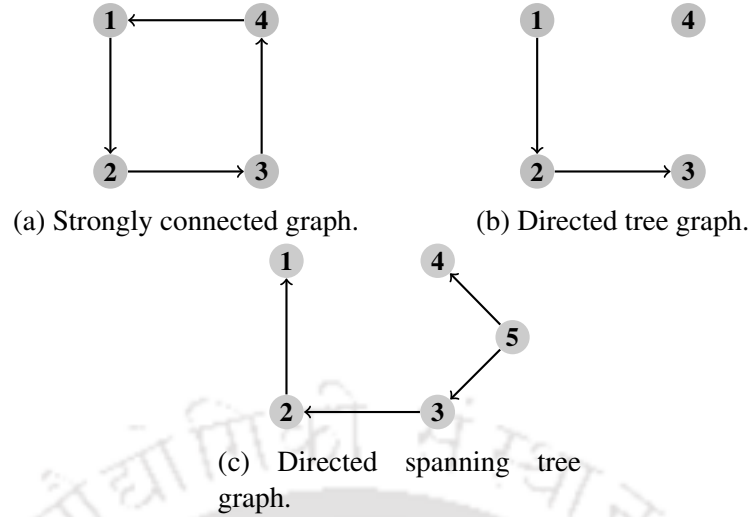 1 4 1 4
2 3 2 3
(a) Strongly connected graph. (b) Directed tree graph.
1 4
5
2 3
(c) Directed spanning tree
graph.